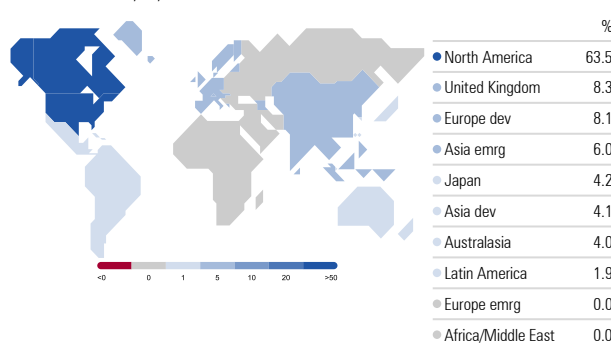 %
North America 63.5
United Kingdom 8.3
Europe dev 8.1
Asia emrg 6.0
Japan 4.2
Asia dev 4.1
Australasia 4.0
Latin America 1.9
Europe emrg 0.0
Africa/Middle East 0.0
<0 0 1 5 10 20 >50